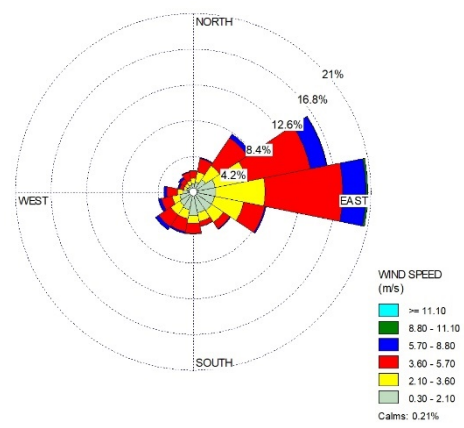 NORTH
21%
16.8%
12.6%
8.4%
4.2%
WEST
EAST
WIND SPEED
(m/s)
>= 11.10
8.80 - 11.10
5.70 - 8.80
3.60 - 5.70
2.10 - 3.60
0.30 - 2.10
Calms: 0.21%
SOUTH